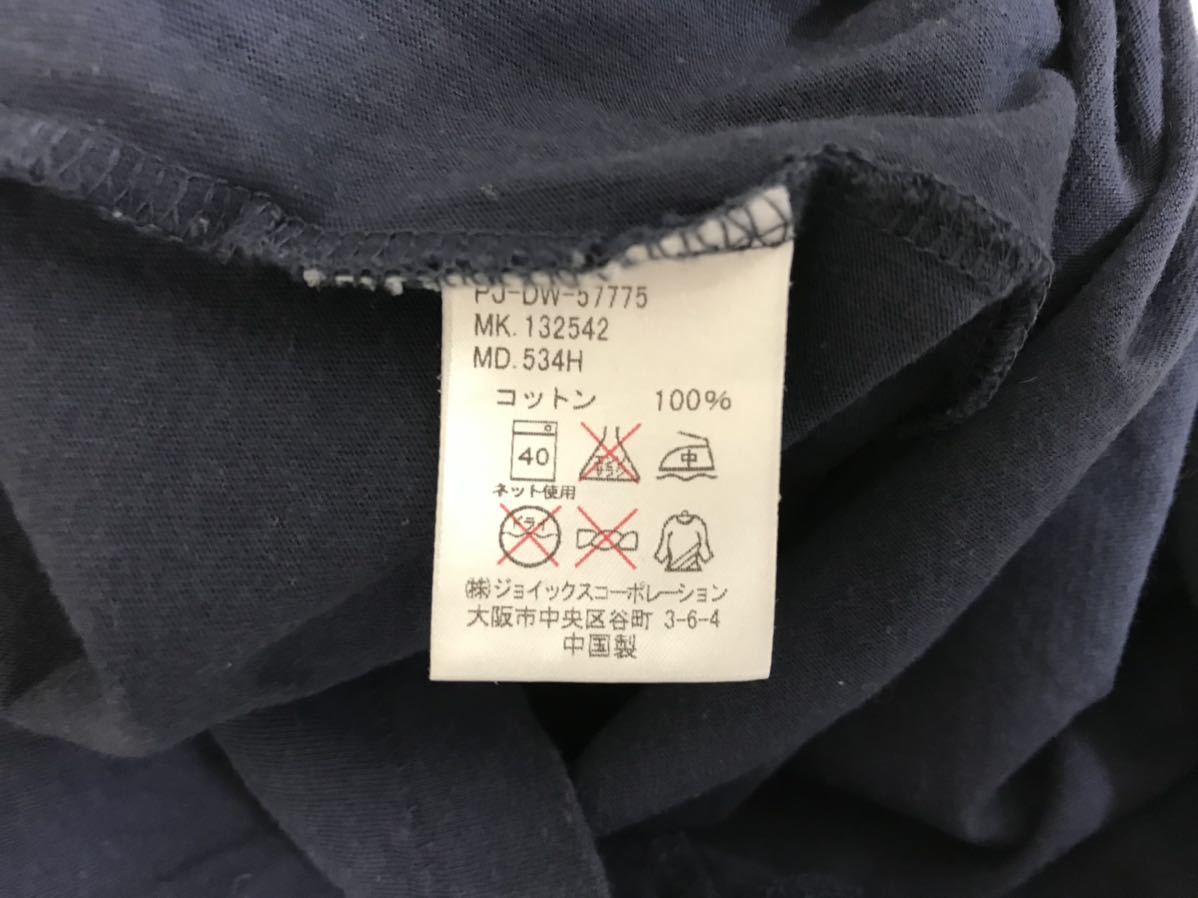 PJ-DW-57775
MK.132542
MD.534H
コットン 100%
40 中
ネット使用
ドライ
㈱ジョイックスコーポレーション
大阪市中央区谷町 3-6-4
中国製